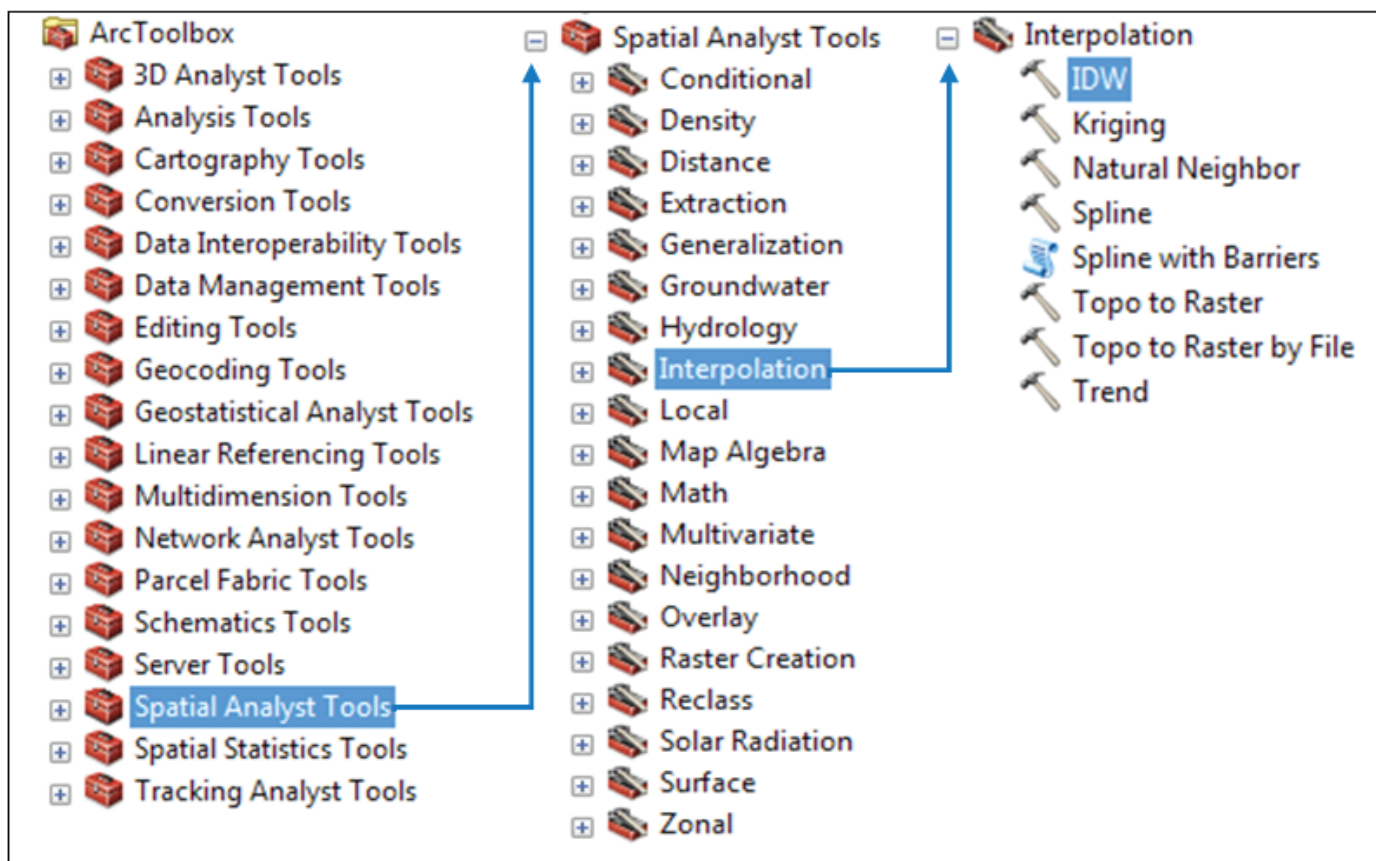 ArcToolbox
3D Analyst Tools
Analysis Tools
Cartography Tools
Conversion Tools
Data Interoperability Tools
Data Management Tools
Editing Tools
Geocoding Tools
Geostatistical Analyst Tools
Linear Referencing Tools
Multidimension Tools
Network Analyst Tools
Parcel Fabric Tools
Schematics Tools
Server Tools
Spatial Analyst Tools
Spatial Statistics Tools
Tracking Analyst Tools
Spatial Analyst Tools
Conditional
Density
Distance
Extraction
Generalization
Groundwater
Hydrology
Interpolation
Local
Map Algebra
Math
Multivariate
Neighborhood
Overlay
Raster Creation
Reclass
Solar Radiation
Surface
Zonal
Interpolation
IDW
Kriging
Natural Neighbor
Spline
Spline with Barriers
Topo to Raster
Topo to Raster by File
Trend